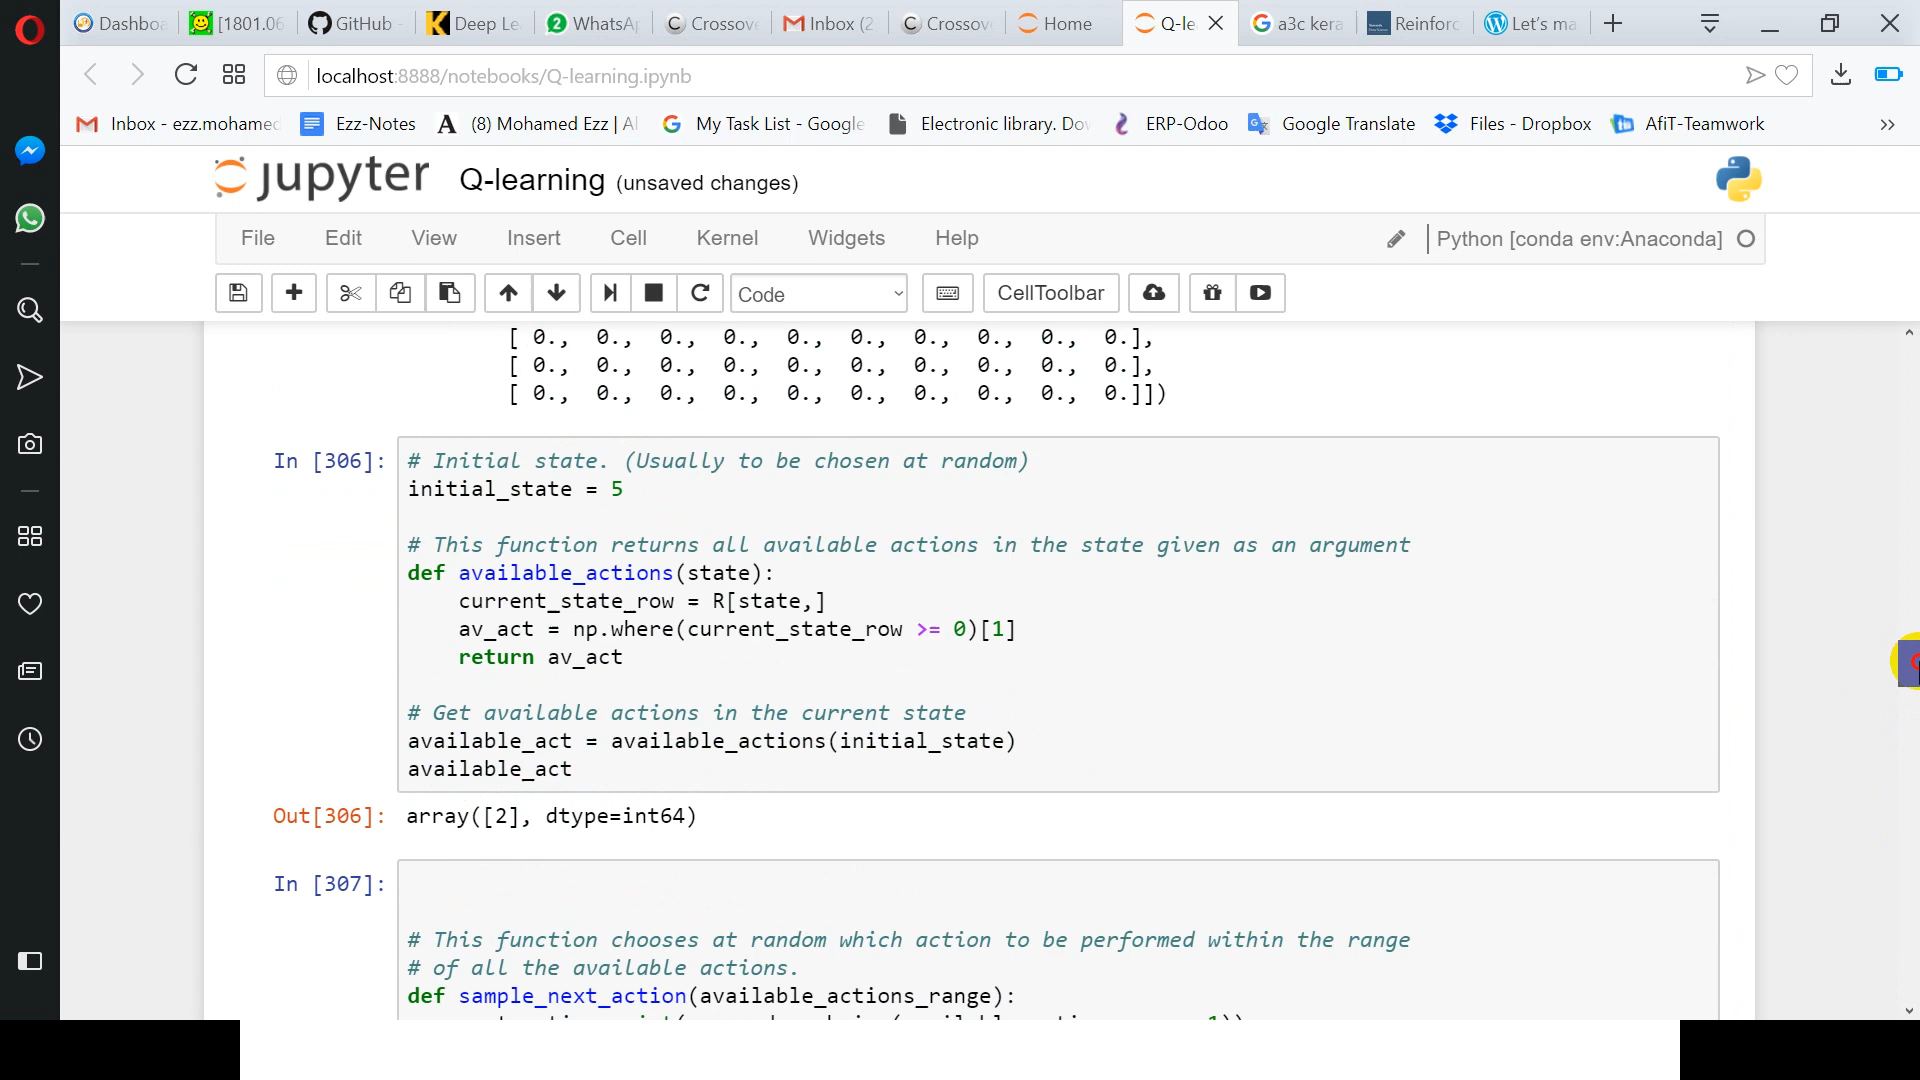 Dashboa [1801.06 GitHub - Deep Le WhatsAp Crossove Inbox (2 Crossove Home Q-le a3c kera Reinforc Let's ma
localhost:8888/notebooks/Q-learning.ipynb
Inbox - ezz.mohamed Ezz-Notes (8) Mohamed Ezz | Al My Task List - Google Electronic library. Dov ERP-Odoo Google Translate Files - Dropbox AfiT-Teamwork
jupyter Q-learning (unsaved changes)
File Edit View Insert Cell Kernel Widgets Help Python [conda env:Anaconda]
Code CellToolbar
[ 0., 0., 0., 0., 0., 0., 0., 0., 0., 0.],
[ 0., 0., 0., 0., 0., 0., 0., 0., 0., 0.],
[ 0., 0., 0., 0., 0., 0., 0., 0., 0., 0.]])
In [306]: # Initial state. (Usually to be chosen at random)
initial_state = 5
# This function returns all available actions in the state given as an argument
def available_actions(state):
current_state_row = R[state,]
av_act = np.where(current_state_row >= 0)[1]
return av_act
# Get available actions in the current state
available_act = available_actions(initial_state)
available_act
Out[306]: array([2], dtype=int64)
In [307]:
# This function chooses at random which action to be performed within the range
# of all the available actions.
def sample_next_action(available_actions_range):